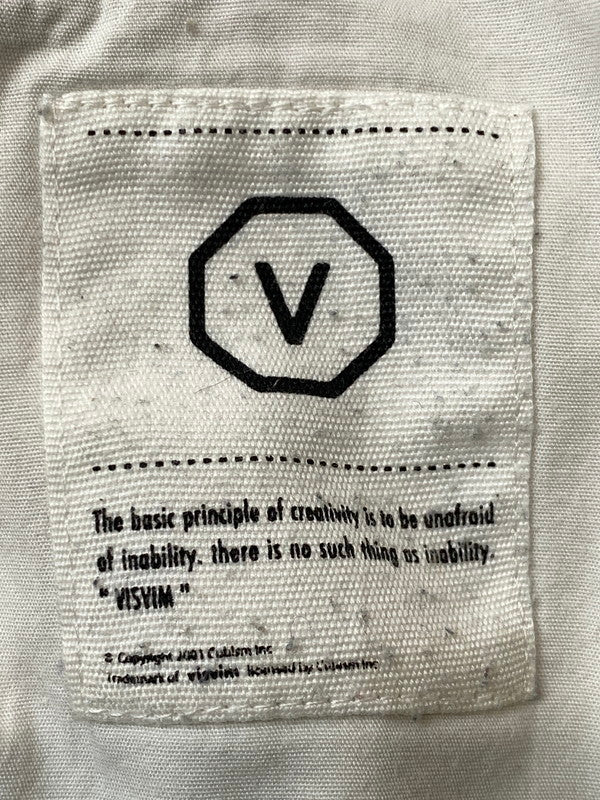 V
The basic principle of creativity is to be unafraid
of inability. there is no such thing as inability.
" VISVIM "
© Copyright 2001 Cubism Inc
Trademark of visvim licensed by Cubism Inc